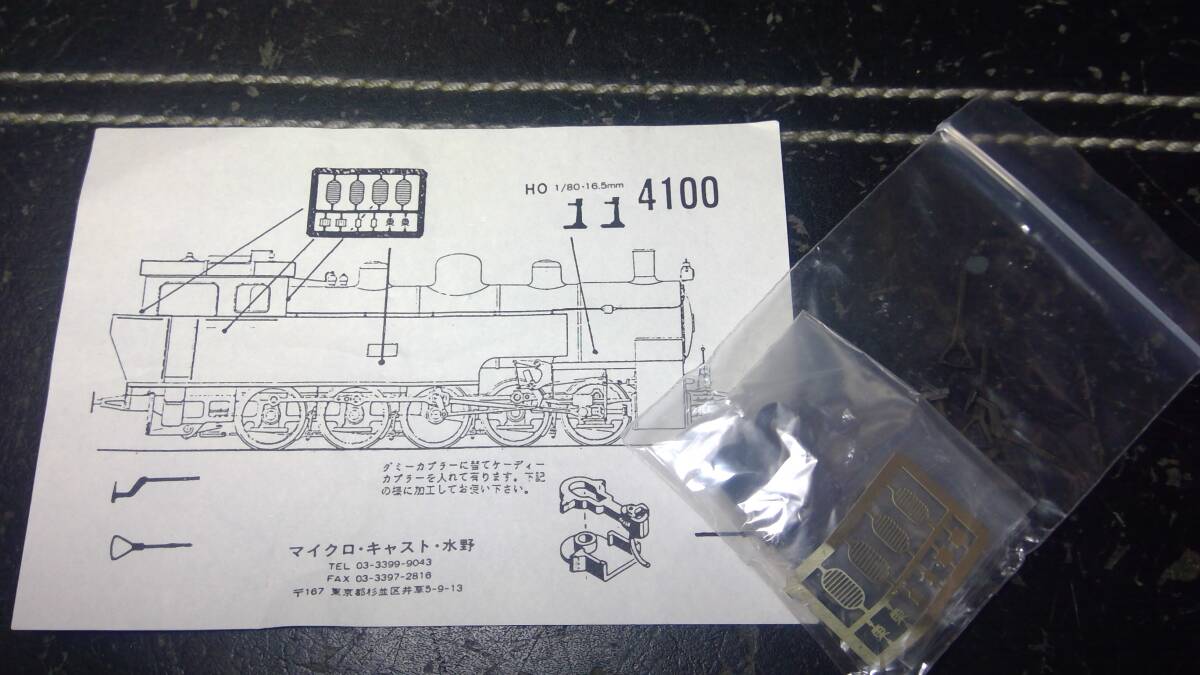 HO 1/80・16.5mm
11 4100
ダミーカプラーに替てケーディー
カプラーを入れて有ります。下記
の様に加工してお使い下さい。
マイクロ・キャスト・水野
TEL 03-3399-9043
FAX 03-3397-2816
〒167 東京都杉並区井草5-9-13